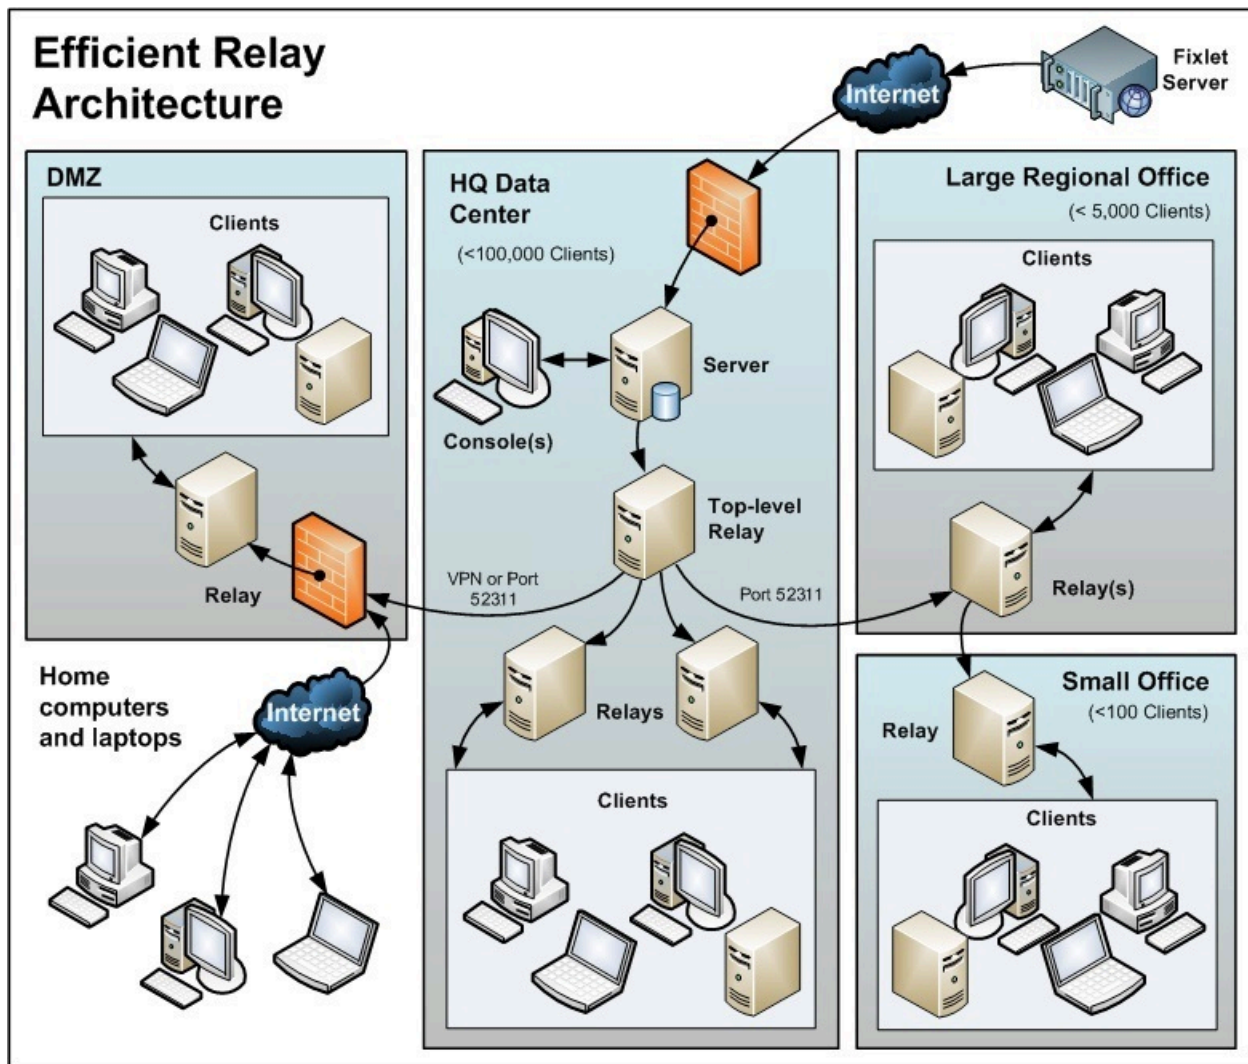 Efficient Relay
Architecture
Internet
Fixlet
Server
DMZ
Clients
Relay
HQ Data
Center
(<100,000 Clients)
Server
Console(s)
Top-level
Relay
VPN or Port
52311
Port 52311
Relays
Clients
Large Regional Office
(< 5,000 Clients)
Clients
Relay(s)
Home
computers
and laptops
Internet
Small Office
(<100 Clients)
Relay
Clients